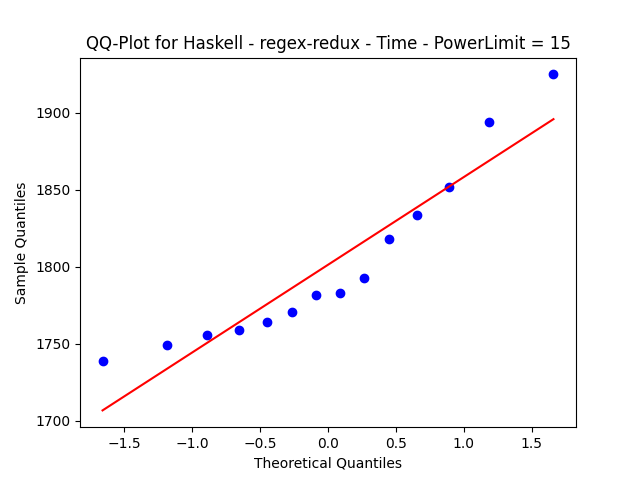 QQ-Plot for Haskell - regex-redux - Time - PowerLimit = 15
1900
1850
1800
1750
1700
Sample Quantiles
−1.5 −1.0 −0.5 0.0 0.5 1.0 1.5
Theoretical Quantiles